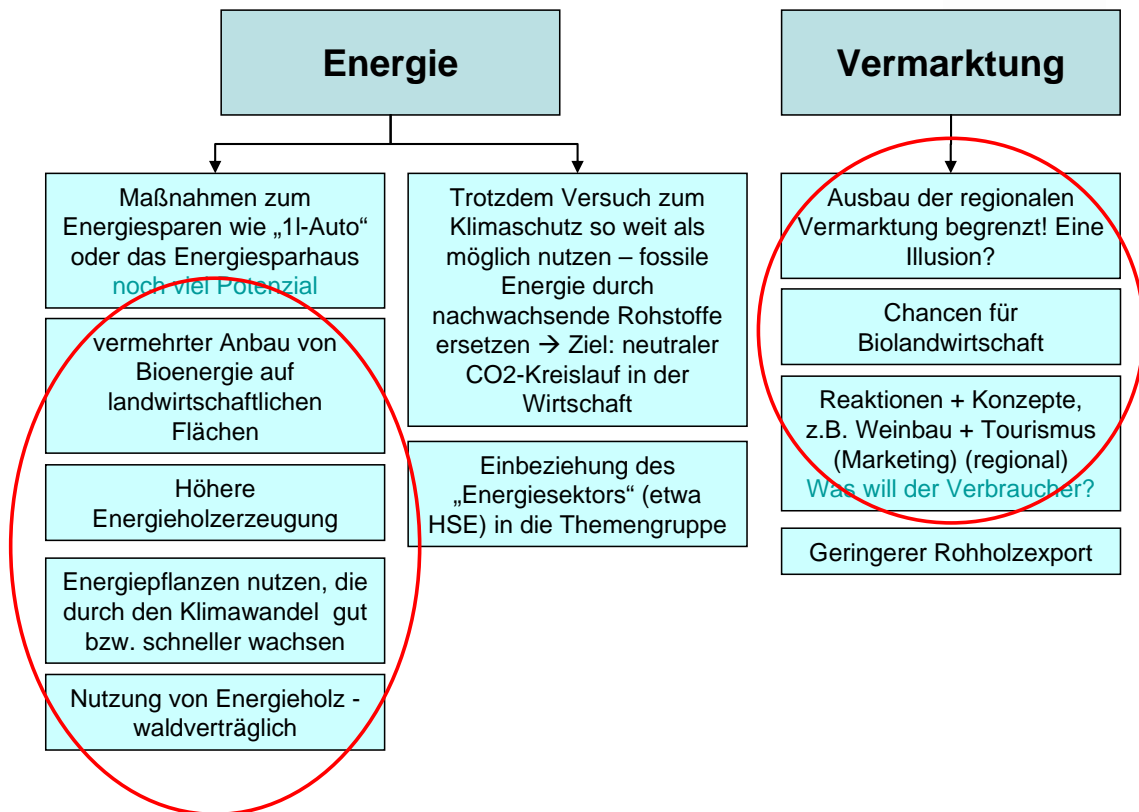 Energie
Maßnahmen zum
Energiesparen wie „1l-Auto“
oder das Energiesparhaus
noch viel Potenzial
vermehrter Anbau von
Bioenergie auf
landwirtschaftlichen
Flächen
Höhere
Energieholzerzeugung
Energiepflanzen nutzen, die
durch den Klimawandel gut
bzw. schneller wachsen
Nutzung von Energieholz -
waldverträglich
Trotzdem Versuch zum
Klimaschutz so weit als
möglich nutzen – fossile
Energie durch
nachwachsende Rohstoffe
ersetzen → Ziel: neutraler
CO2-Kreislauf in der
Wirtschaft
Einbeziehung des
„Energiesektors“ (etwa
HSE) in die Themengruppe
Vermarktung
Ausbau der regionalen
Vermarktung begrenzt! Eine
Illusion?
Chancen für
Biolandwirtschaft
Reaktionen + Konzepte,
z.B. Weinbau + Tourismus
(Marketing) (regional)
Was will der Verbraucher?
Geringerer Rohholzexport